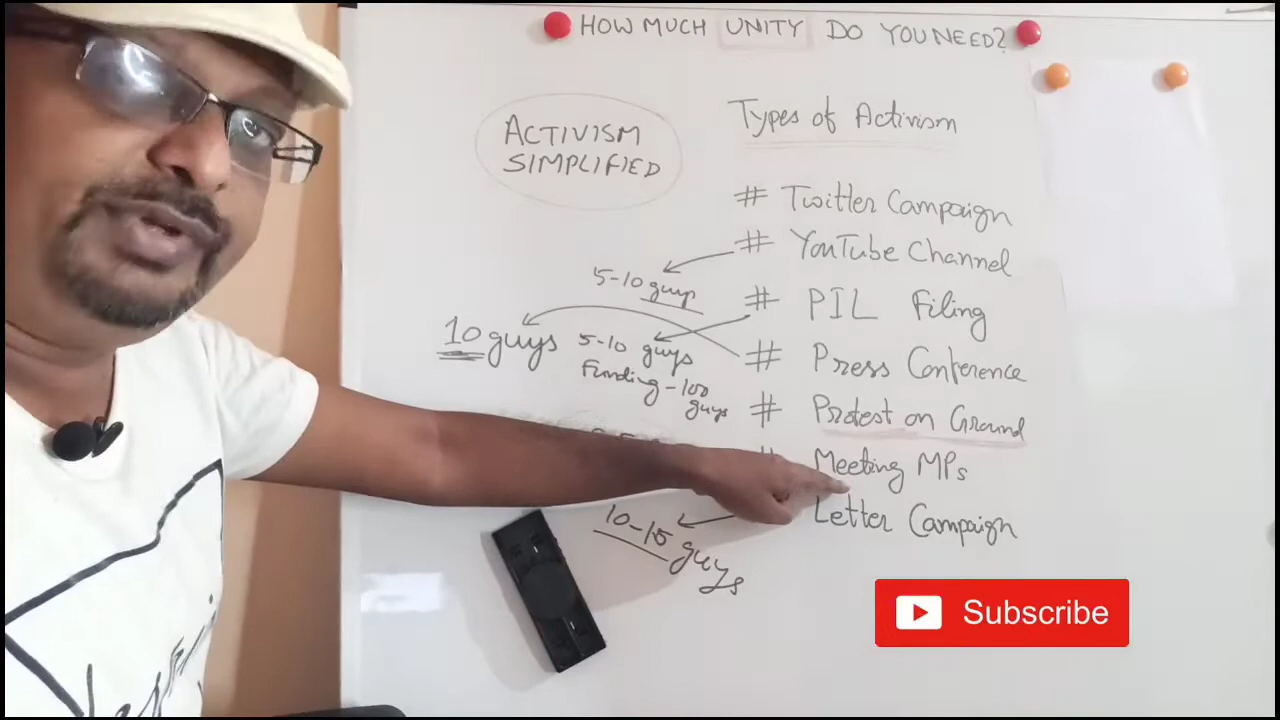 HOW MUCH UNITY DO YOU NEED?
ACTIVISM
SIMPLIFIED
Types of Activism
# Twitter Campaign
# YouTube Channel
5-10 guys
# PIL Filing
5-10 guys
Funding - 100
guys
# Press Conference
10 guys
# Protest on Ground
Meeting MPs
Letter Campaign
10-15 guys
Subscribe